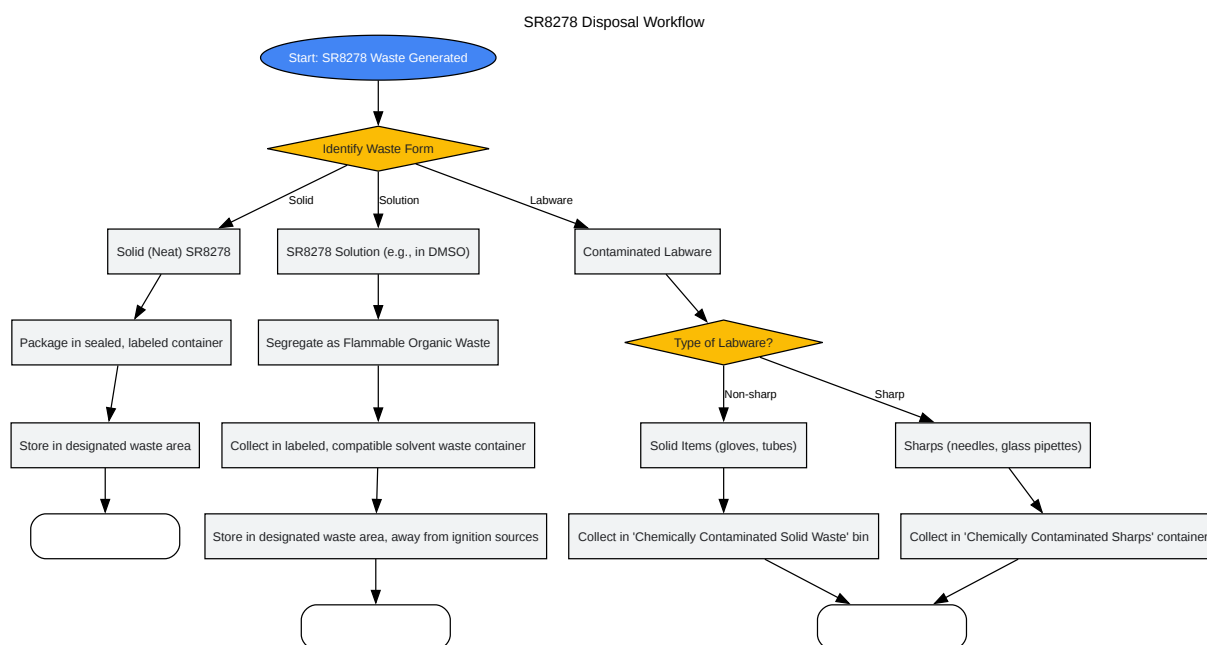 SR8278 Disposal Workflow
Start: SR8278 Waste Generated
Identify Waste Form
Solid
Solution
Labware
Solid (Neat) SR8278
SR8278 Solution (e.g., in DMSO)
Contaminated Labware
Package in sealed, labeled container
Segregate as Flammable Organic Waste
Type of Labware?
Non-sharp
Sharp
Store in designated waste area
Collect in labeled, compatible solvent waste container
Solid Items (gloves, tubes)
Sharps (needles, glass pipettes)
Store in designated waste area, away from ignition sources
Collect in 'Chemically Contaminated Solid Waste' bin
Collect in 'Chemically Contaminated Sharps' container